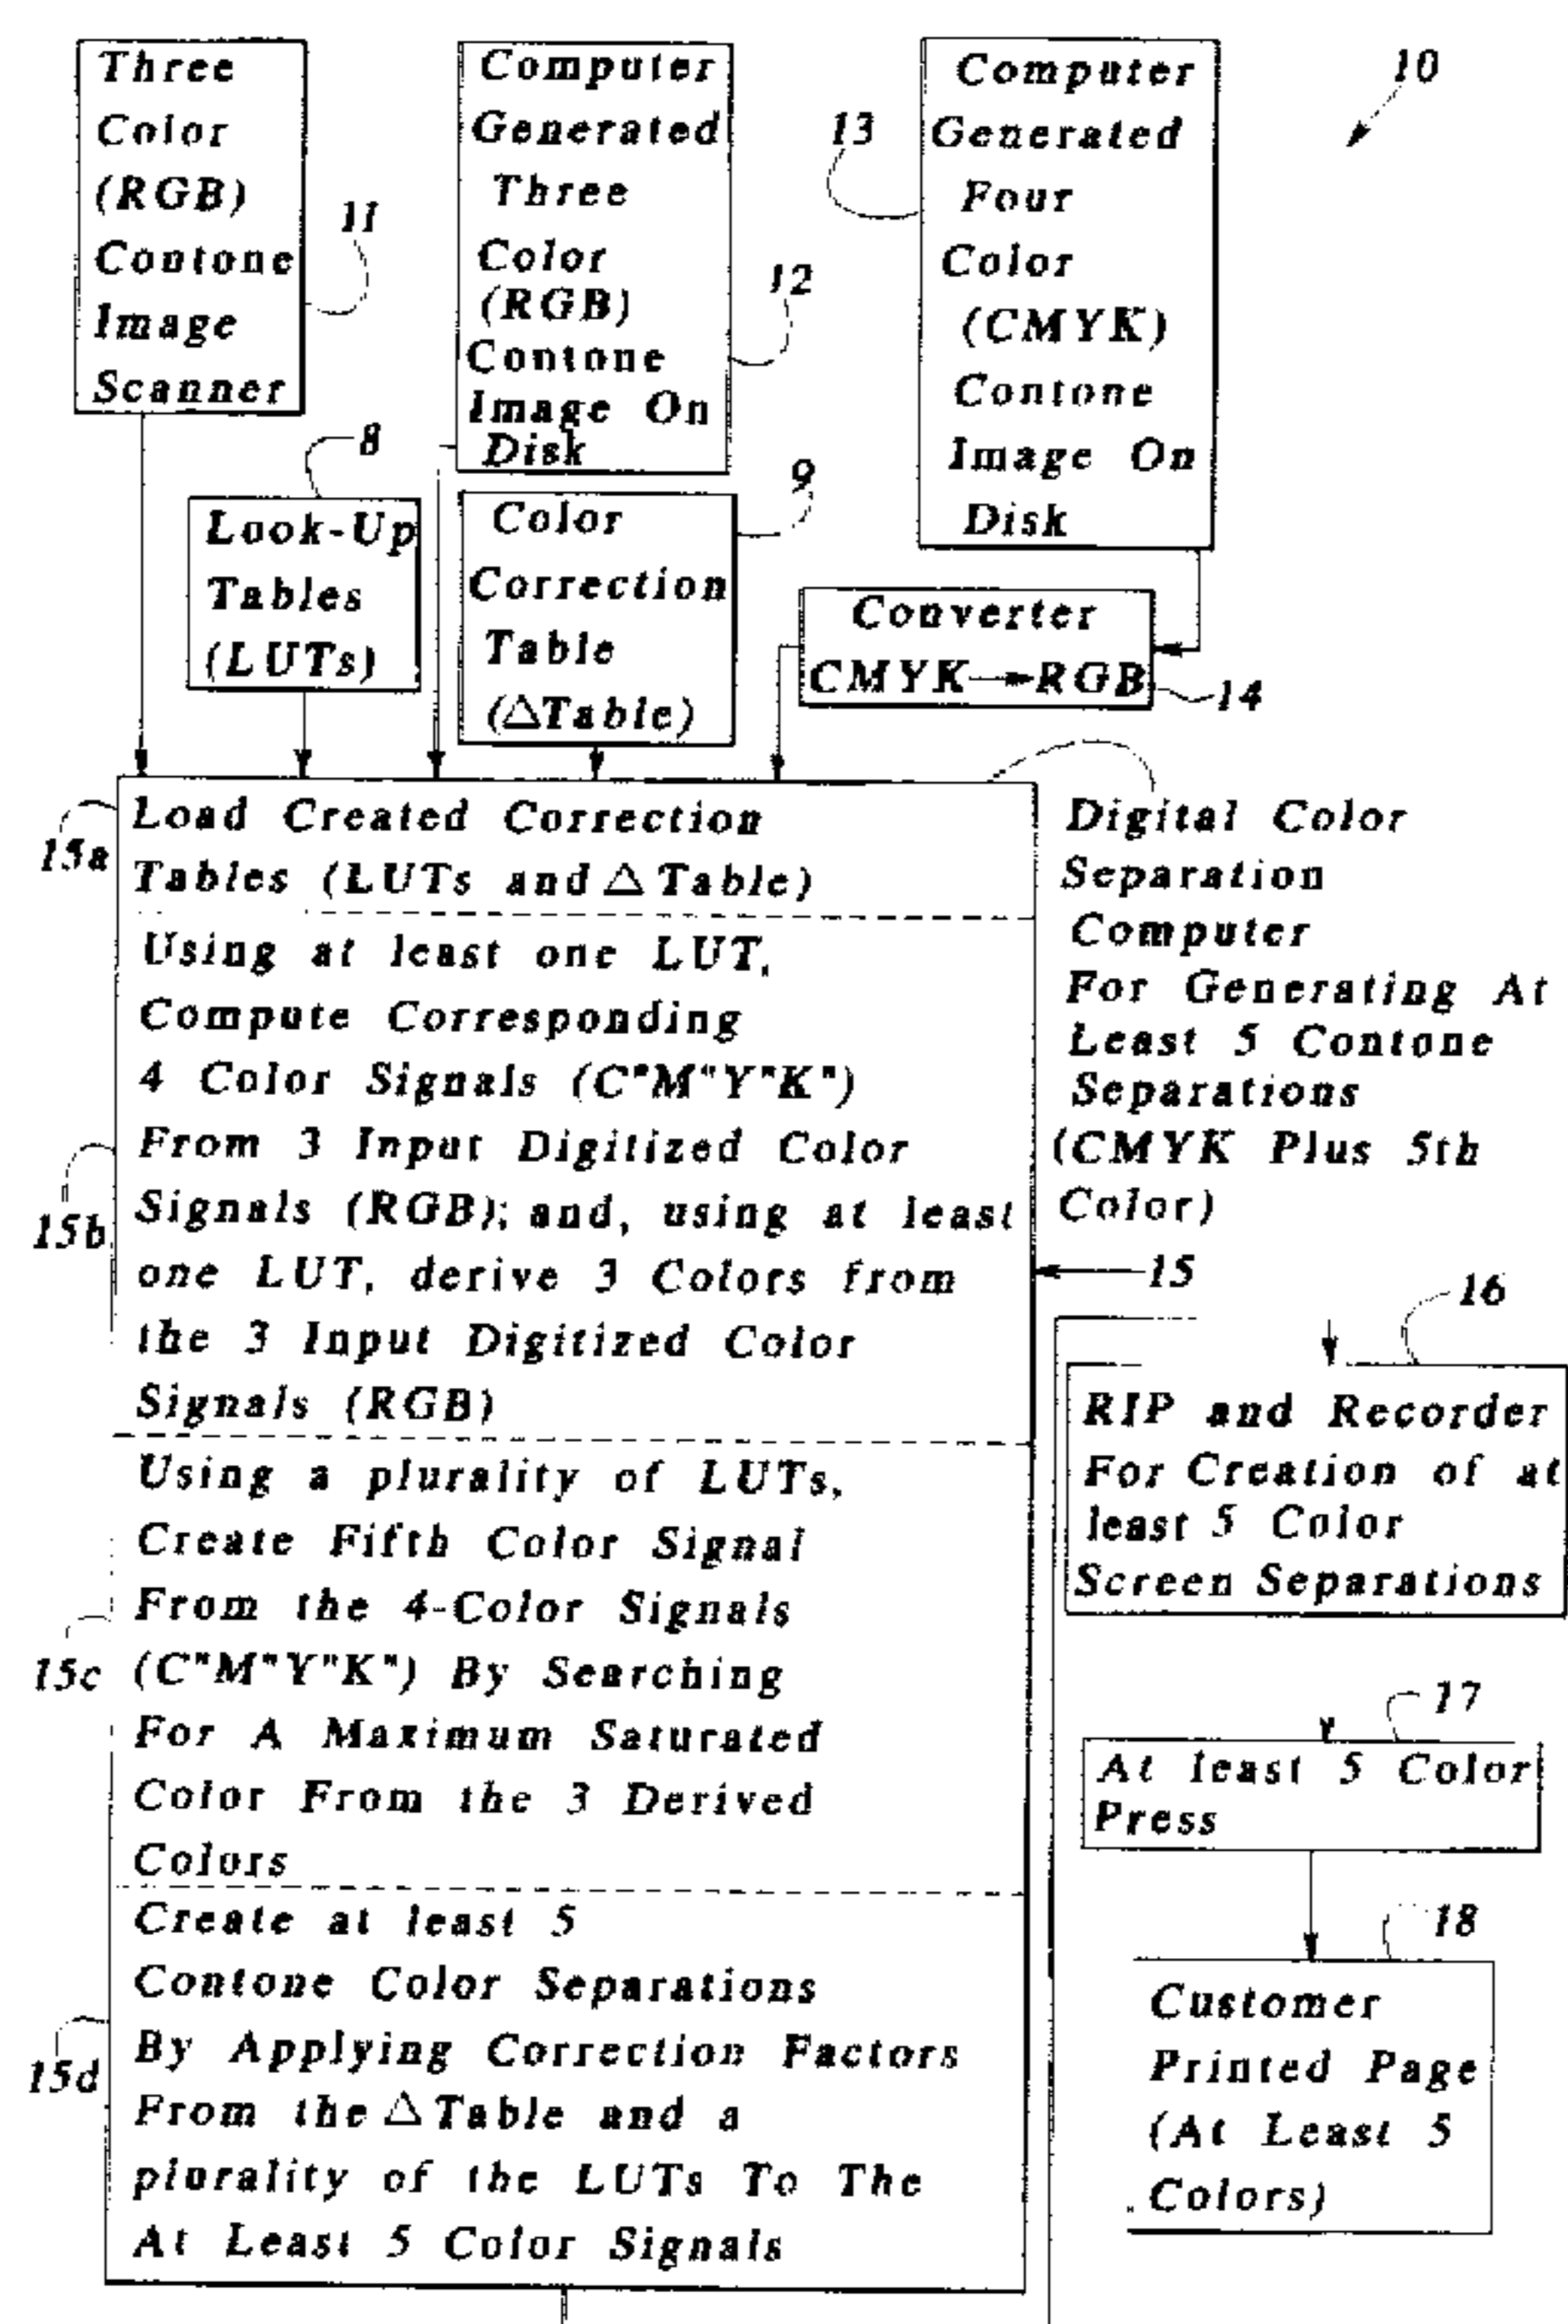 Three
Color
(RGB)
Contone
Image
Scanner
11
Computer
Generated
Three
Color
(RGB)
Contone
Image On
Disk
12
Computer
Generated
Four
Color
(CMYK)
Contone
Image On
Disk
13
10
8
Look-Up
Tables
(LUTs)
9
Color
Correction
Table
(△Table)
Converter
CMYK→RGB
14
15a
Load Created Correction
Tables (LUTs and △ Table)
Using at least one LUT,
Compute Corresponding
4 Color Signals (C"M"Y"K")
From 3 Input Digitized Color
Signals (RGB); and, using at least
one LUT, derive 3 Colors from
the 3 Input Digitized Color
Signals (RGB)
15b
Using a plurality of LUTs,
Create Fifth Color Signal
From the 4-Color Signals
(C"M"Y"K") By Searching
For A Maximum Saturated
Color From the 3 Derived
Colors
15c
Create at least 5
Contone Color Separations
By Applying Correction Factors
From the △ Table and a
plurality of the LUTs To The
At Least 5 Color Signals
15d
Digital Color
Separation
Computer
For Generating At
Least 5 Contone
Separations
(CMYK Plus 5th
Color)
15
16
RIP and Recorder
For Creation of at
least 5 Color
Screen Separations
17
At least 5 Color
Press
18
Customer
Printed Page
(At Least 5
Colors)